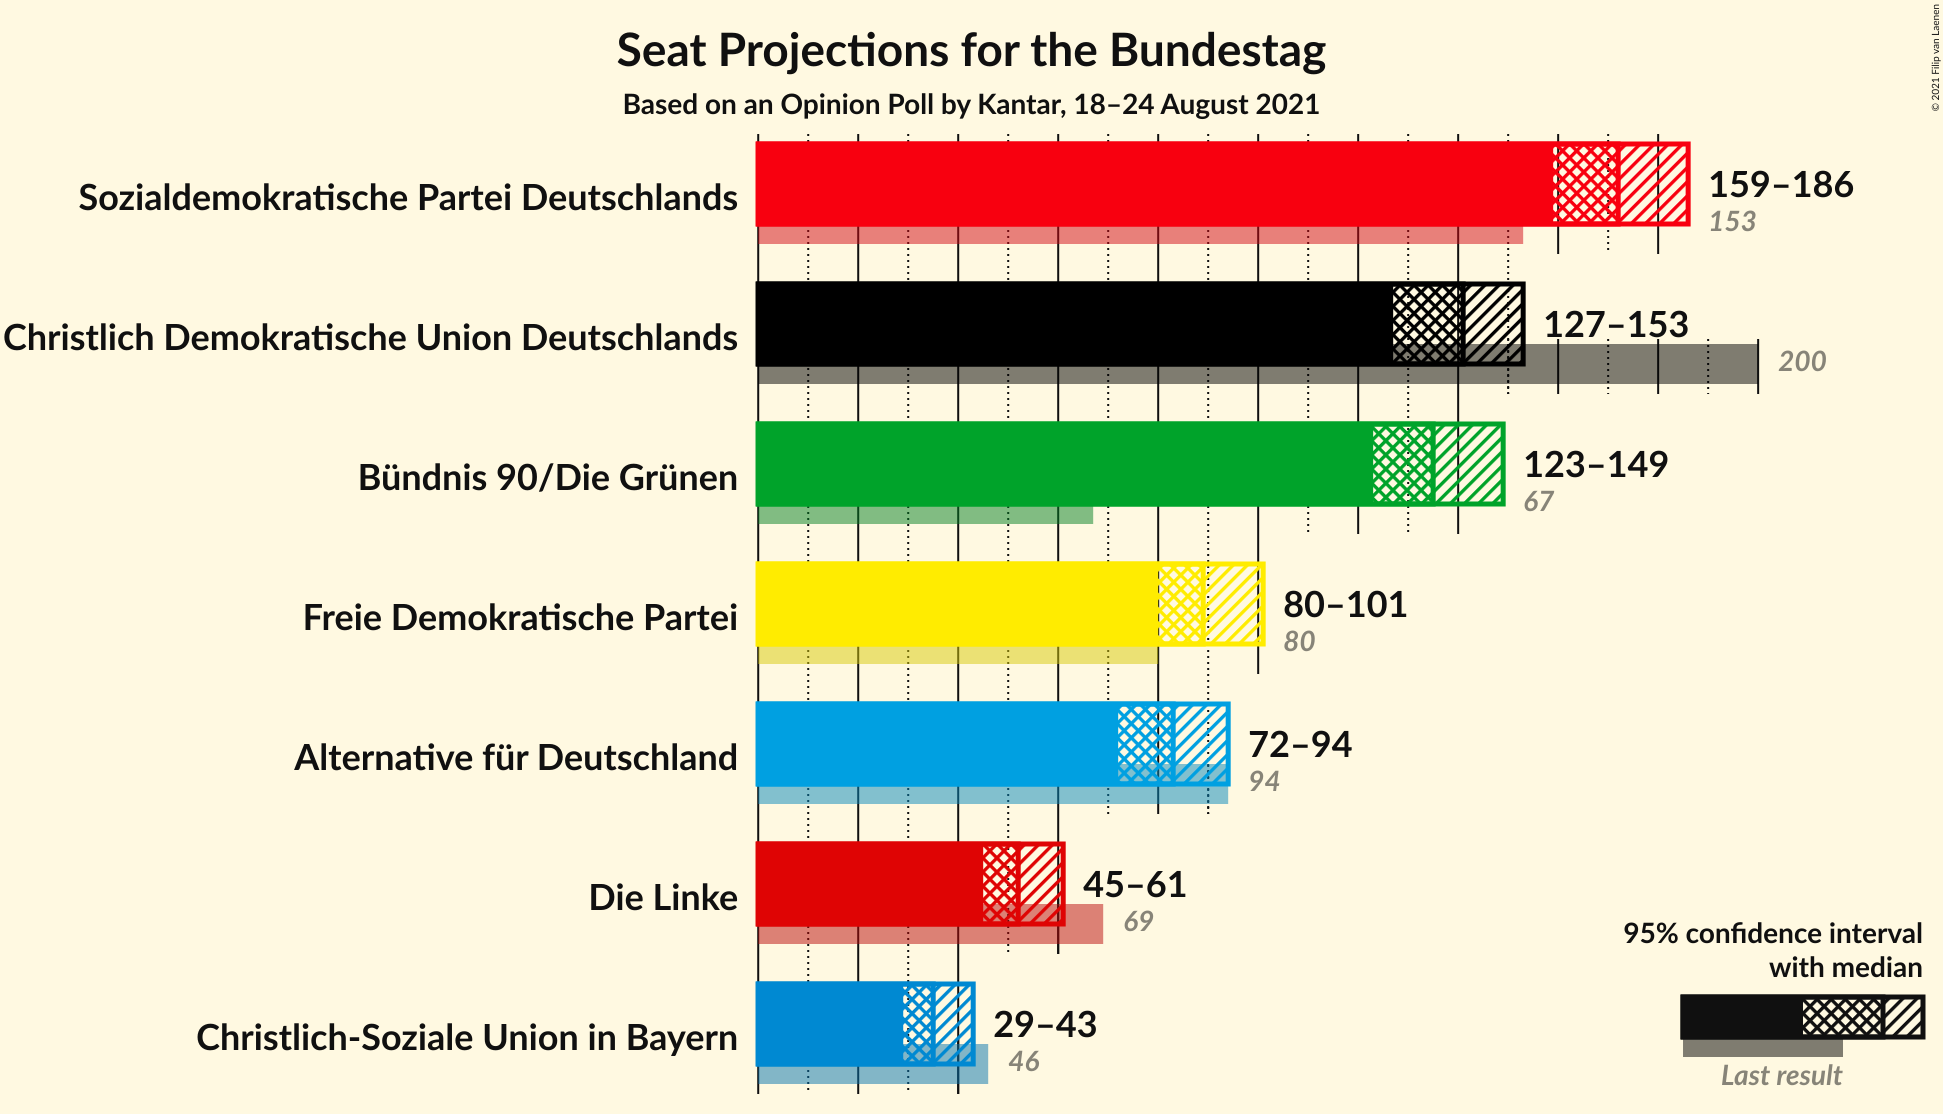 Seat Projections for the Bundestag
Based on an Opinion Poll by Kantar, 18–24 August 2021
© 2021 Filip van Laenen
Sozialdemokratische Partei Deutschlands
159–186
153
Christlich Demokratische Union Deutschlands
127–153
200
Bündnis 90/Die Grünen
123–149
67
Freie Demokratische Partei
80–101
80
Alternative für Deutschland
72–94
94
Die Linke
45–61
69
Christlich-Soziale Union in Bayern
29–43
46
95% confidence interval
with median
Last result